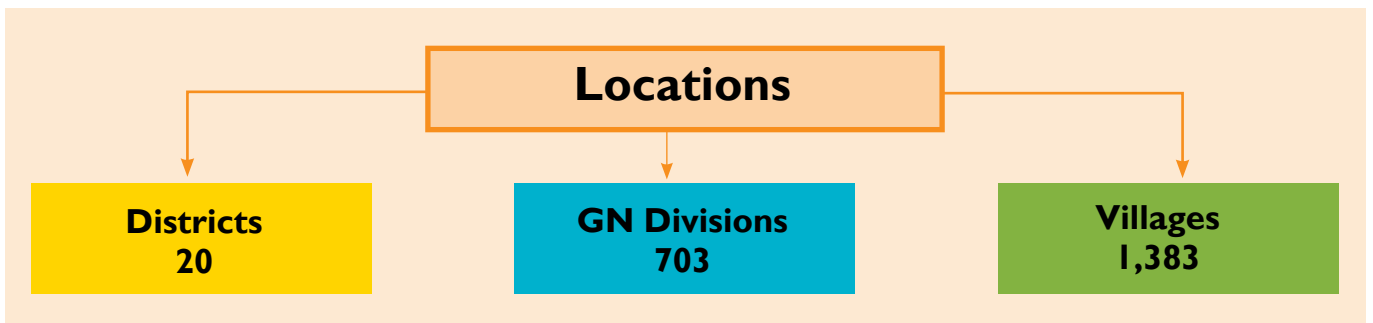 Locations
Districts
20
GN Divisions
703
Villages
1,383